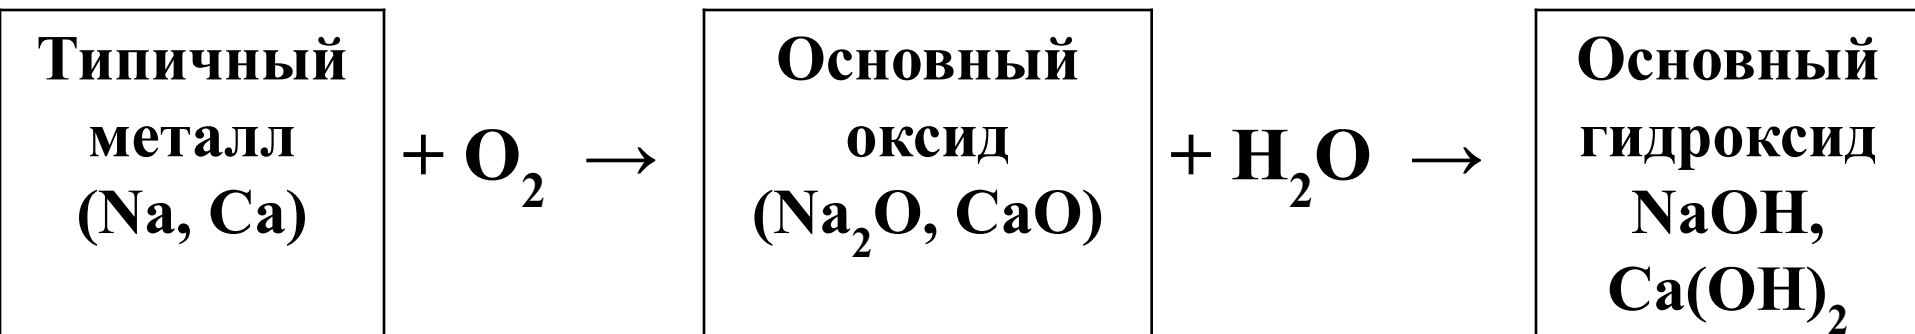 Типичный
металл
(Na, Ca)
+ O₂ →
Основный
оксид
(Na₂O, CaO)
+ H₂O →
Основный
гидроксид
NaOH,
Ca(OH)₂